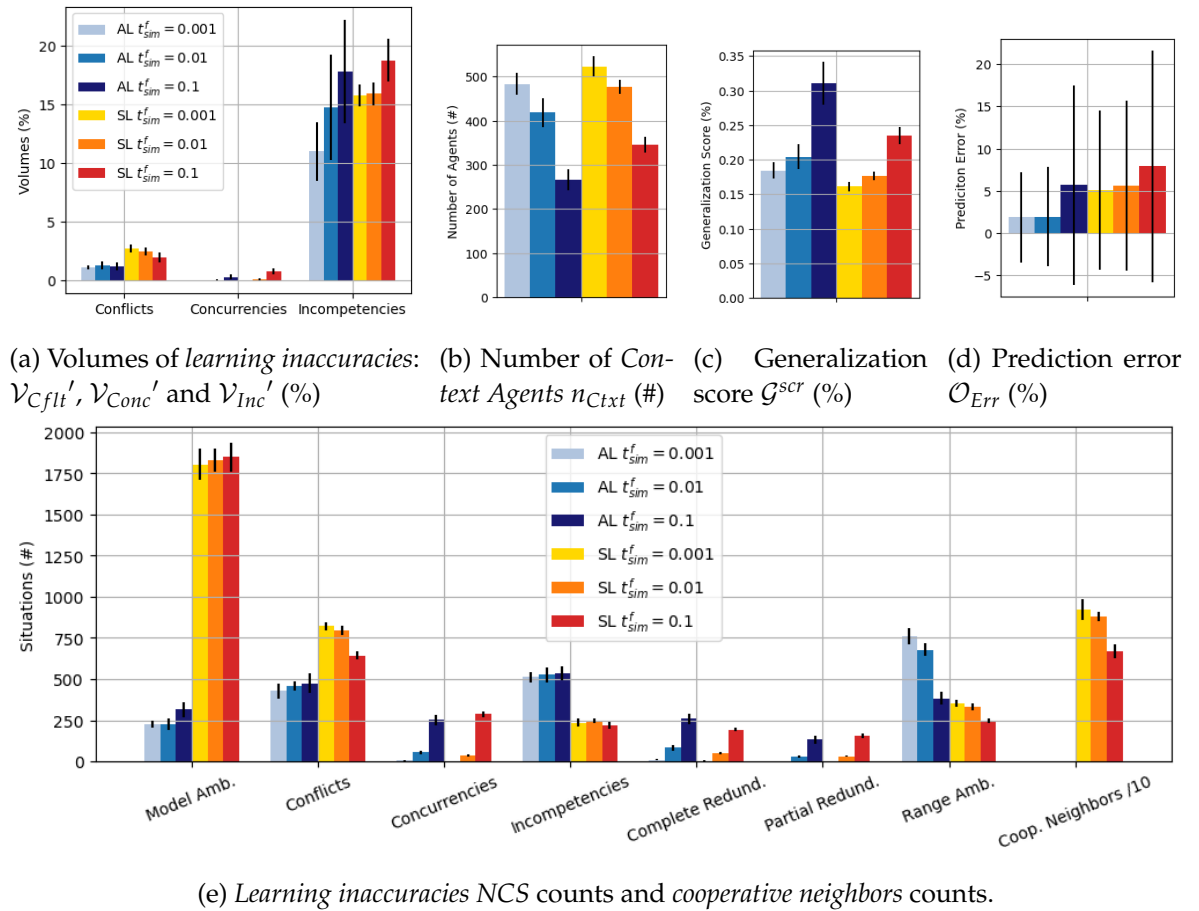 Volumes (%)
20
15
10
5
0
AL t^f_sim = 0.001
AL t^f_sim = 0.01
AL t^f_sim = 0.1
SL t^f_sim = 0.001
SL t^f_sim = 0.01
SL t^f_sim = 0.1
Conflicts Concurrencies Incompetencies
Number of Agents (#)
500
400
300
200
100
0
Generalization Score (%)
0.35
0.30
0.25
0.20
0.15
0.10
0.05
0.00
Prediciton Error (%)
20
15
10
5
0
−5
(a) Volumes of learning inaccuracies:
𝒱_Cflt′, 𝒱_Conc′ and 𝒱_Inc′ (%)
(b) Number of Con-
text Agents n_Ctxt (#)
(c) Generalization
score 𝒢^scr (%)
(d) Prediction error
𝒪_Err (%)
Situations (#)
2000
1750
1500
1250
1000
750
500
250
0
AL t^f_sim = 0.001
AL t^f_sim = 0.01
AL t^f_sim = 0.1
SL t^f_sim = 0.001
SL t^f_sim = 0.01
SL t^f_sim = 0.1
Model Amb.
Conflicts
Concurrencies
Incompetencies
Complete Redund.
Partial Redund.
Range Amb.
Coop. Neighbors /10
(e) Learning inaccuracies NCS counts and cooperative neighbors counts.